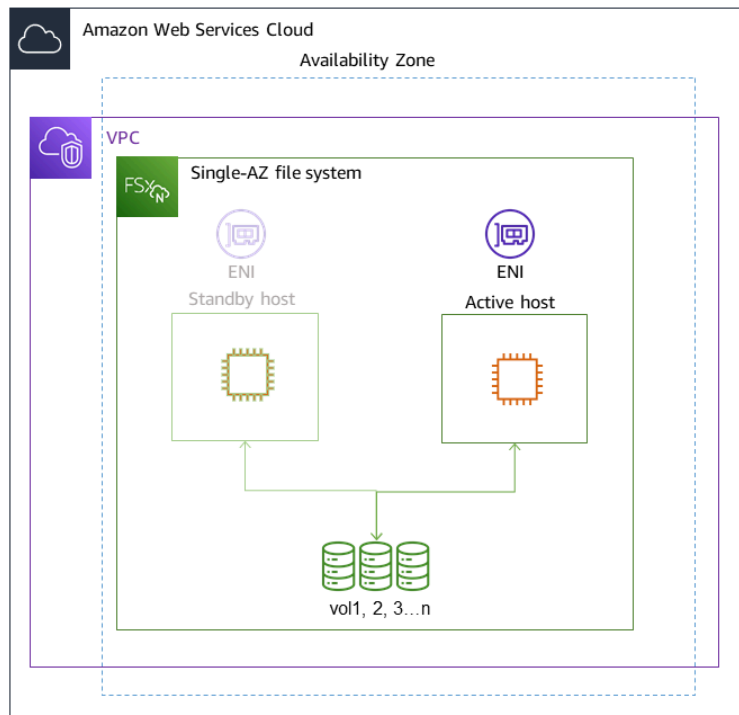 Amazon Web Services Cloud
Availability Zone
VPC
FSx N
Single-AZ file system
ENI
ENI
Standby host
Active host
vol1, 2, 3...n